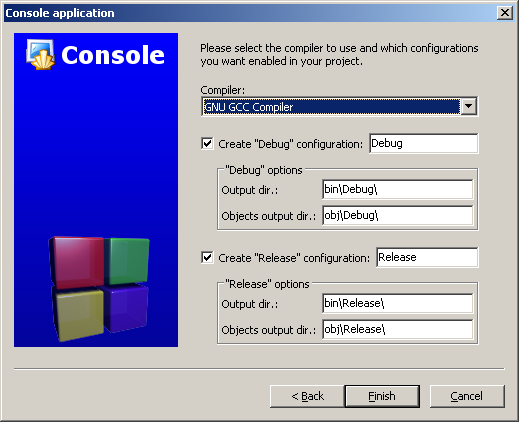 Console application
Console
Please select the compiler to use and which configurations
you want enabled in your project.
Compiler:
GNU GCC Compiler
Create "Debug" configuration: Debug
"Debug" options
Output dir.: bin\Debug\
Objects output dir.: obj\Debug\
Create "Release" configuration: Release
"Release" options
Output dir.: bin\Release\
Objects output dir.: obj\Release\
< Back Finish Cancel